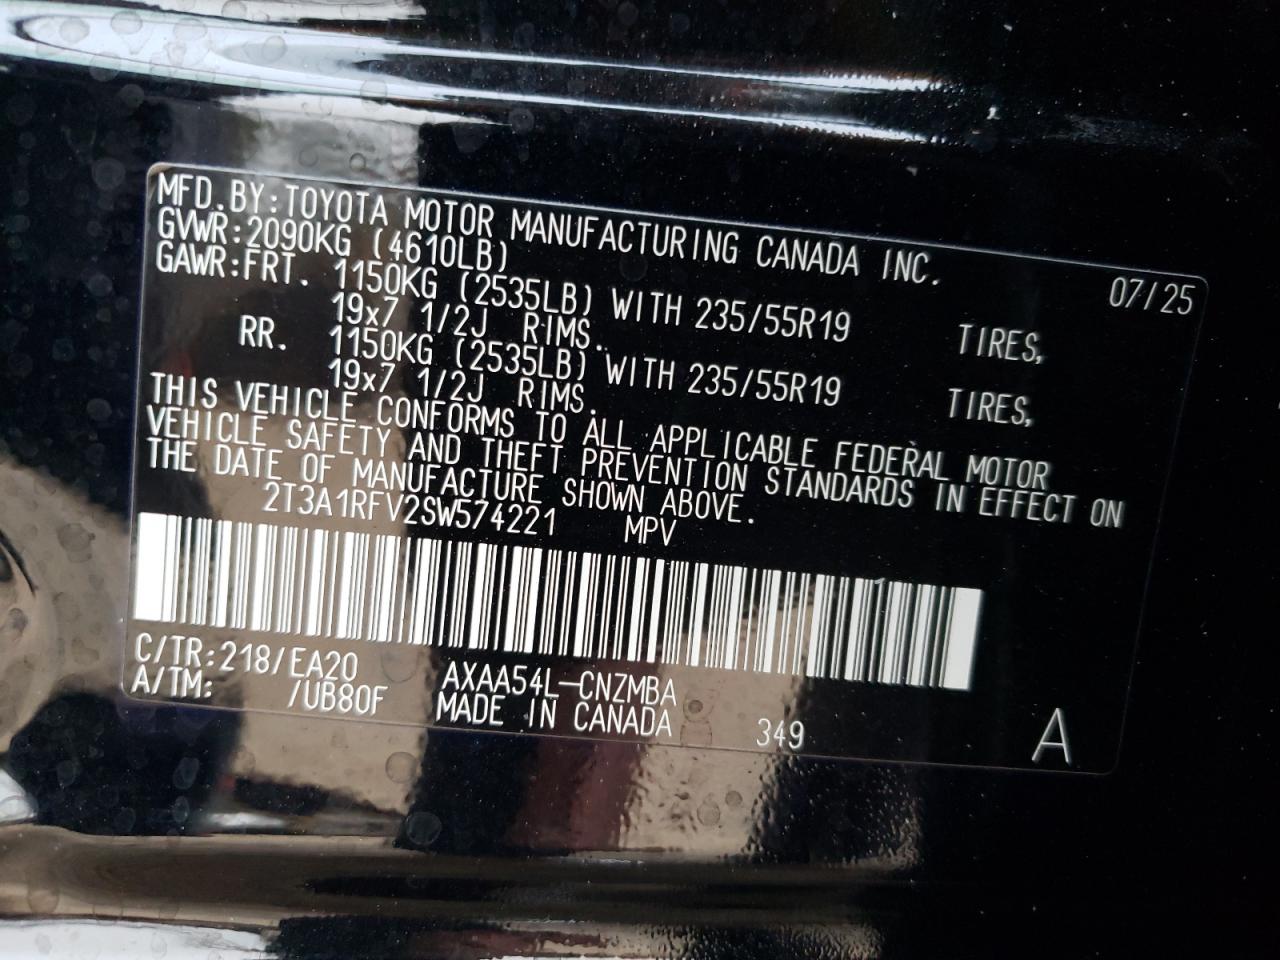 MFD. BY: TOYOTA MOTOR MANUFACTURING CANADA INC. 07/25
GVWR: 2090KG (4610LB)
GAWR: FRT. 1150KG (2535LB) WITH 235/55R19 TIRES,
19x7 1/2J RIMS.
RR. 1150KG (2535LB) WITH 235/55R19 TIRES,
19x7 1/2J RIMS.
THIS VEHICLE CONFORMS TO ALL APPLICABLE FEDERAL MOTOR
VEHICLE SAFETY AND THEFT PREVENTION STANDARDS IN EFFECT ON
THE DATE OF MANUFACTURE SHOWN ABOVE.
2T3A1RFV2SW574221 MPV
C/TR: 218/EA20 AXAA54L-CNZMBA
A/TM: /UB80F MADE IN CANADA 349 A